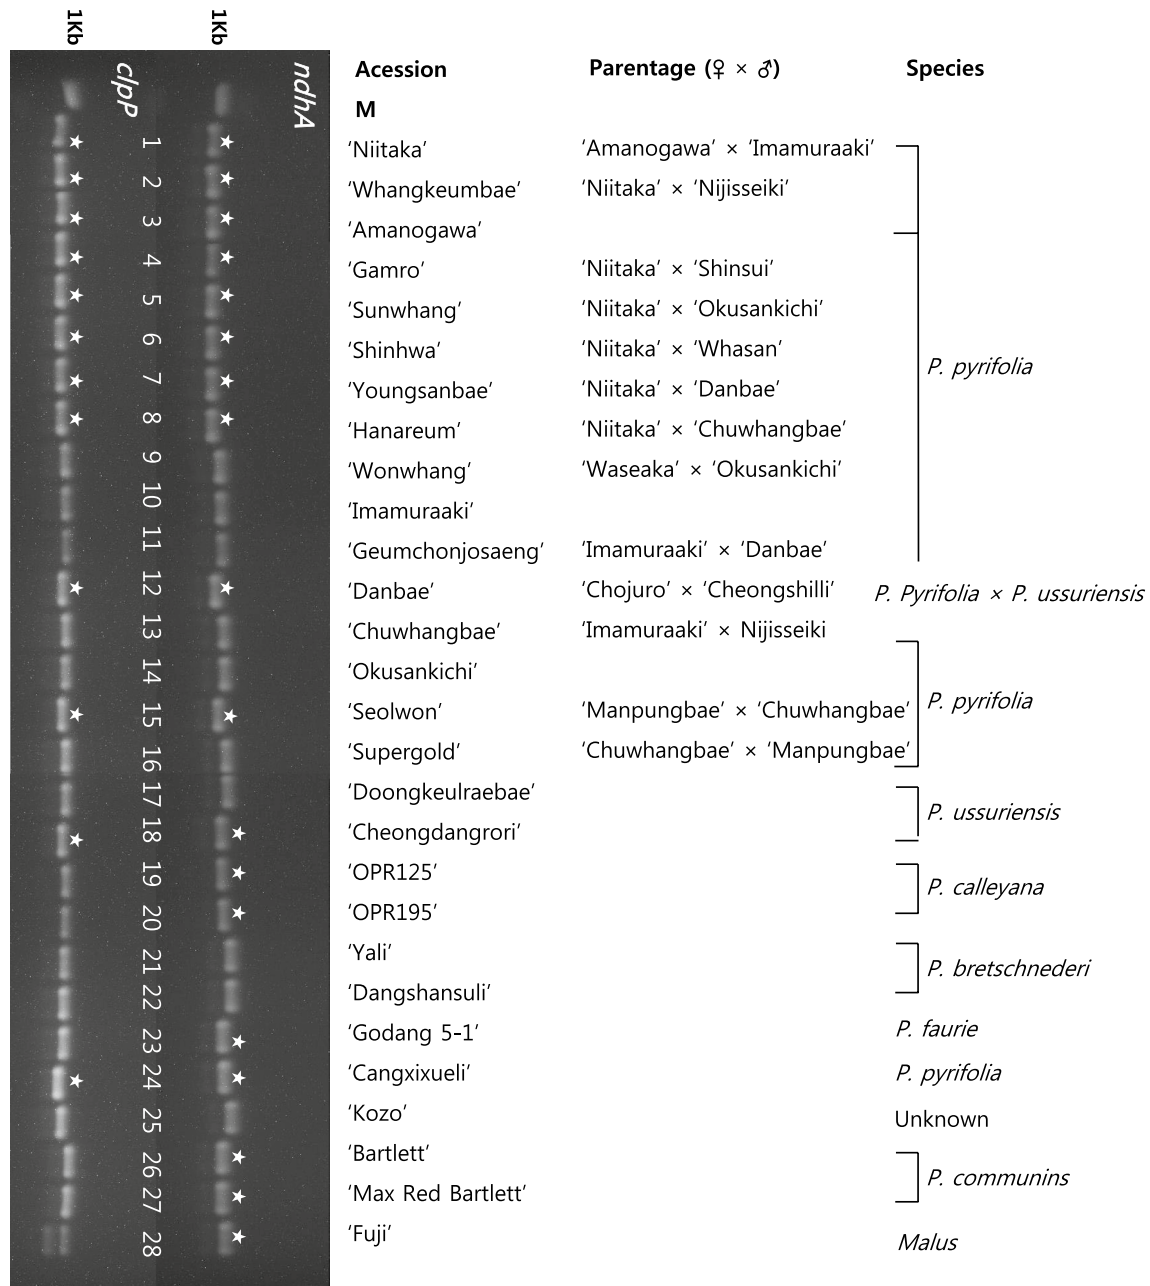 1Kb 1Kb
clpP ndhA
Acession Parentage (♀ × ♂) Species
M
1 'Niitaka' 'Amanogawa' × 'Imamuraaki'
2 'Whangkeumbae' 'Niitaka' × 'Nijisseiki'
3 'Amanogawa'
4 'Gamro' 'Niitaka' × 'Shinsui'
5 'Sunwhang' 'Niitaka' × 'Okusankichi'
6 'Shinhwa' 'Niitaka' × 'Whasan' P. pyrifolia
7 'Youngsanbae' 'Niitaka' × 'Danbae'
8 'Hanareum' 'Niitaka' × 'Chuwhangbae'
9 'Wonwhang' 'Waseaka' × 'Okusankichi'
10 'Imamuraaki'
11 'Geumchonjosaeng' 'Imamuraaki' × 'Danbae'
12 'Danbae' 'Chojuro' × 'Cheongshilli' P. Pyrifolia × P. ussuriensis
13 'Chuwhangbae' 'Imamuraaki' × Nijisseiki
14 'Okusankichi'
15 'Seolwon' 'Manpungbae' × 'Chuwhangbae' P. pyrifolia
16 'Supergold' 'Chuwhangbae' × 'Manpungbae'
17 'Doongkeulraebae'
18 'Cheongdangrori' P. ussuriensis
19 'OPR125' P. calleyana
20 'OPR195'
21 'Yali' P. bretschnederi
22 'Dangshansuli'
23 'Godang 5-1' P. faurie
24 'Cangxixueli' P. pyrifolia
25 'Kozo' Unknown
26 'Bartlett' P. communins
27 'Max Red Bartlett'
28 'Fuji' Malus